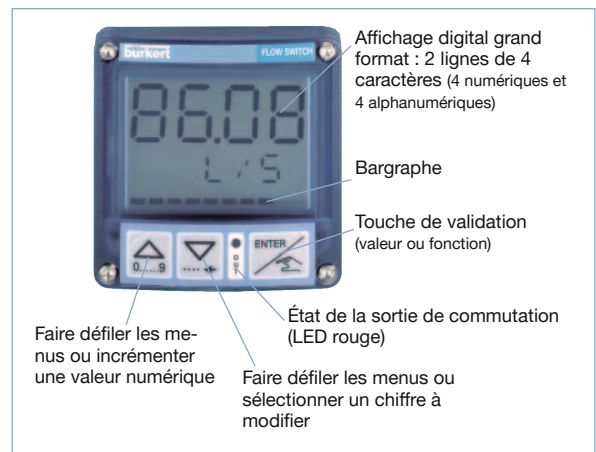 bürkert
FLOW SWITCH
86.08
L/S
0.....9
OUT
ENTER
Affichage digital grand
format : 2 lignes de 4
caractères (4 numériques et
4 alphanumériques)
Bargraphe
Touche de validation
(valeur ou fonction)
État de la sortie de commutation
(LED rouge)
Faire défiler les me-
nus ou incrémenter
une valeur numérique
Faire défiler les menus ou
sélectionner un chiffre à
modifier